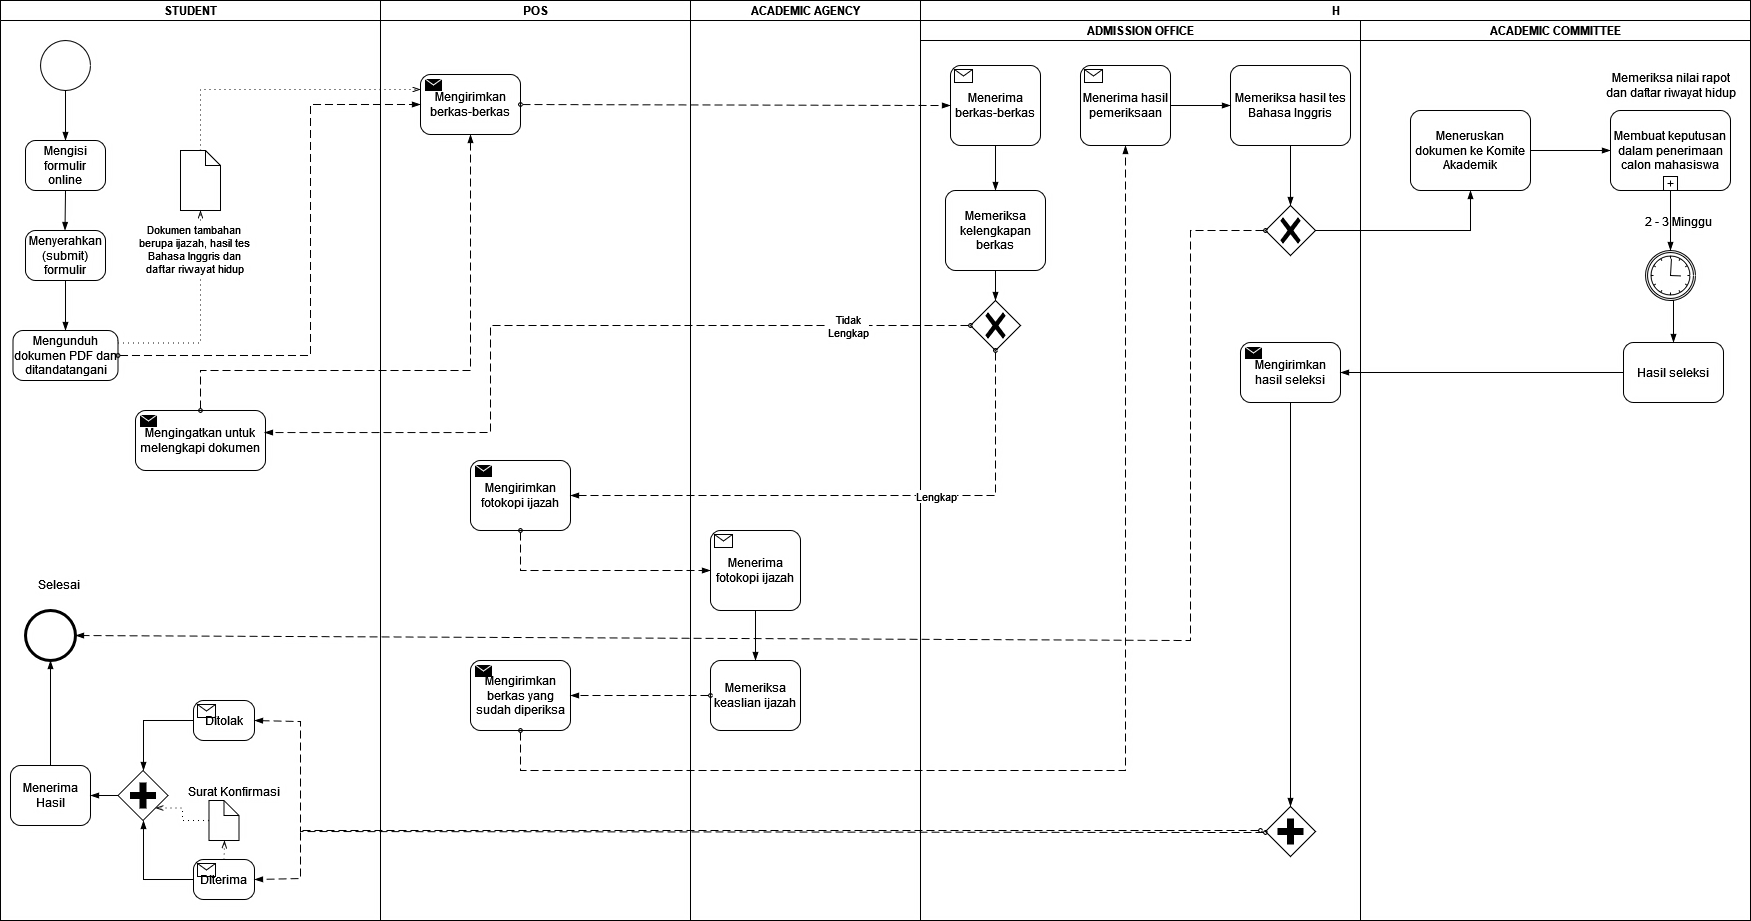 STUDENT
POS
ACADEMIC AGENCY
H
ADMISSION OFFICE
ACADEMIC COMMITTEE
Mengisi
formulir
online
Menyerahkan
(submit)
formulir
Mengunduh
dokumen PDF dan
ditandatangani
Dokumen tambahan
berupa ijazah, hasil tes
Bahasa Inggris dan
daftar riwayat hidup
Mengingatkan untuk
melengkapi dokumen
Selesai
Ditolak
Menerima
Hasil
Surat Konfirmasi
Diterima
Mengirimkan
berkas-berkas
Mengirimkan
fotokopi ijazah
Mengirimkan
berkas yang
sudah diperiksa
Tidak
Lengkap
Menerima
fotokopi ijazah
Memeriksa
keaslian ijazah
Lengkap
Menerima
berkas-berkas
Memeriksa
kelengkapan
berkas
Menerima hasil
pemeriksaan
Memeriksa hasil tes
Bahasa Inggris
Mengirimkan
hasil seleksi
Meneruskan
dokumen ke Komite
Akademik
Memeriksa nilai rapot
dan daftar riwayat hidup
Membuat keputusan
dalam penerimaan
calon mahasiswa
2 - 3 Minggu
Hasil seleksi